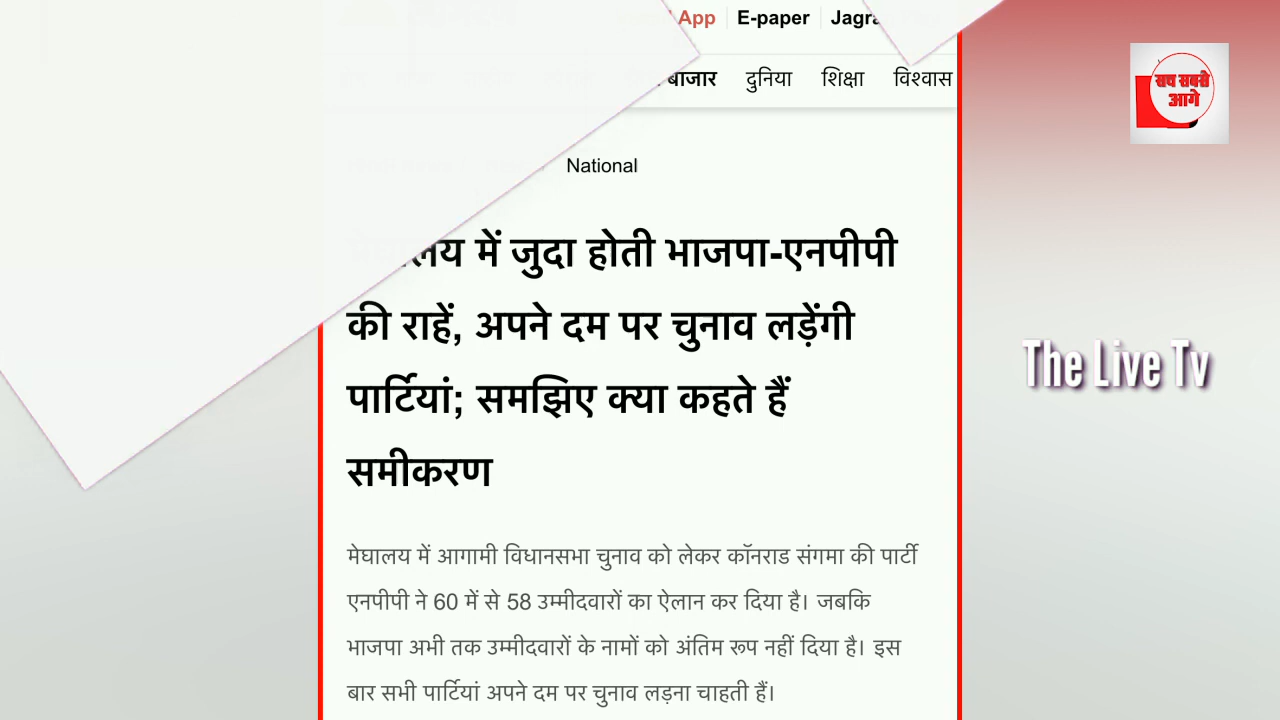 App E-paper
बाजार दुनिया शिक्षा विश्वास
National
में जुदा होती भाजपा-एनपीपी
की राहें, अपने दम पर चुनाव लड़ेंगी
पार्टियां; समझिए क्या कहते हैं
समीकरण
मेघालय में आगामी विधानसभा चुनाव को लेकर कॉनराड संगमा की पार्टी
एनपीपी ने 60 में से 58 उम्मीदवारों का ऐलान कर दिया है। जबकि
भाजपा अभी तक उम्मीदवारों के नामों को अंतिम रूप नहीं दिया है। इस
बार सभी पार्टियां अपने दम पर चुनाव लड़ना चाहती हैं।
सच सबसे
आगे
The Live Tv